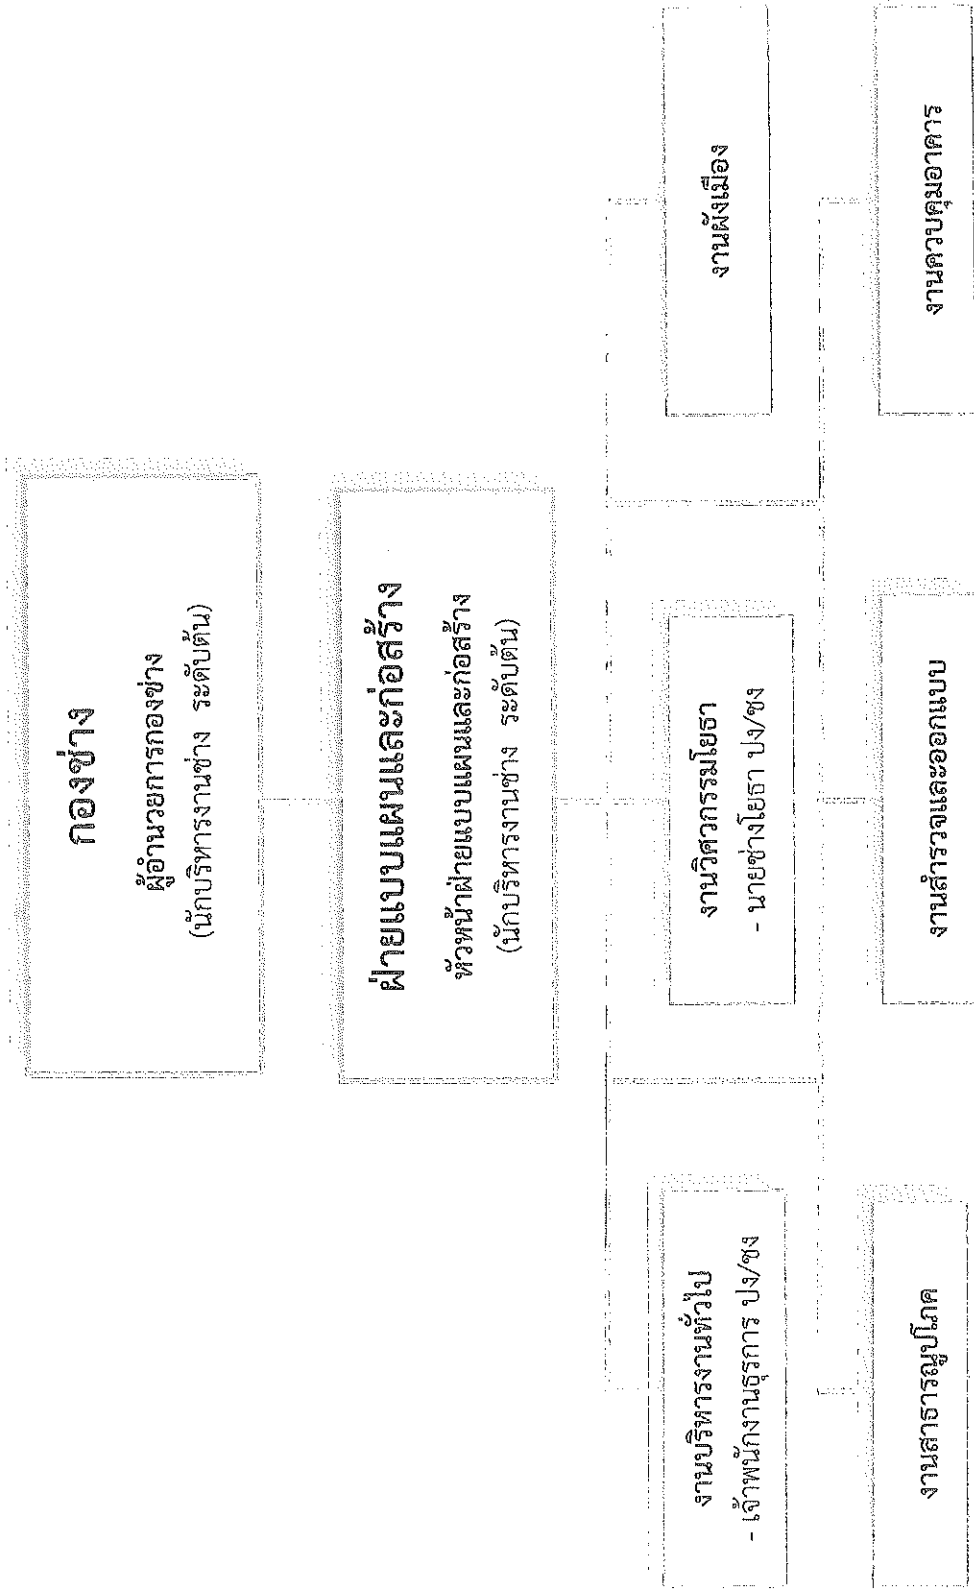 กองช่าง
ผู้อำนวยการกองช่าง
(นักบริหารงานช่าง ระดับต้น)
ฝ่ายแบบแผนและก่อสร้าง
หัวหน้าฝ่ายแบบแผนและก่อสร้าง
(นักบริหารงานช่าง ระดับต้น)
งานบริหารงานทั่วไป
- เจ้าพนักงานธุรการ ปง/ชง
งานวิศวกรรมโยธา
- นายช่างโยธา ปง/ชง
งานผังเมือง
งานสาธารณูปโภค
งานสำรวจและออกแบบ
งานควบคุมอาคาร